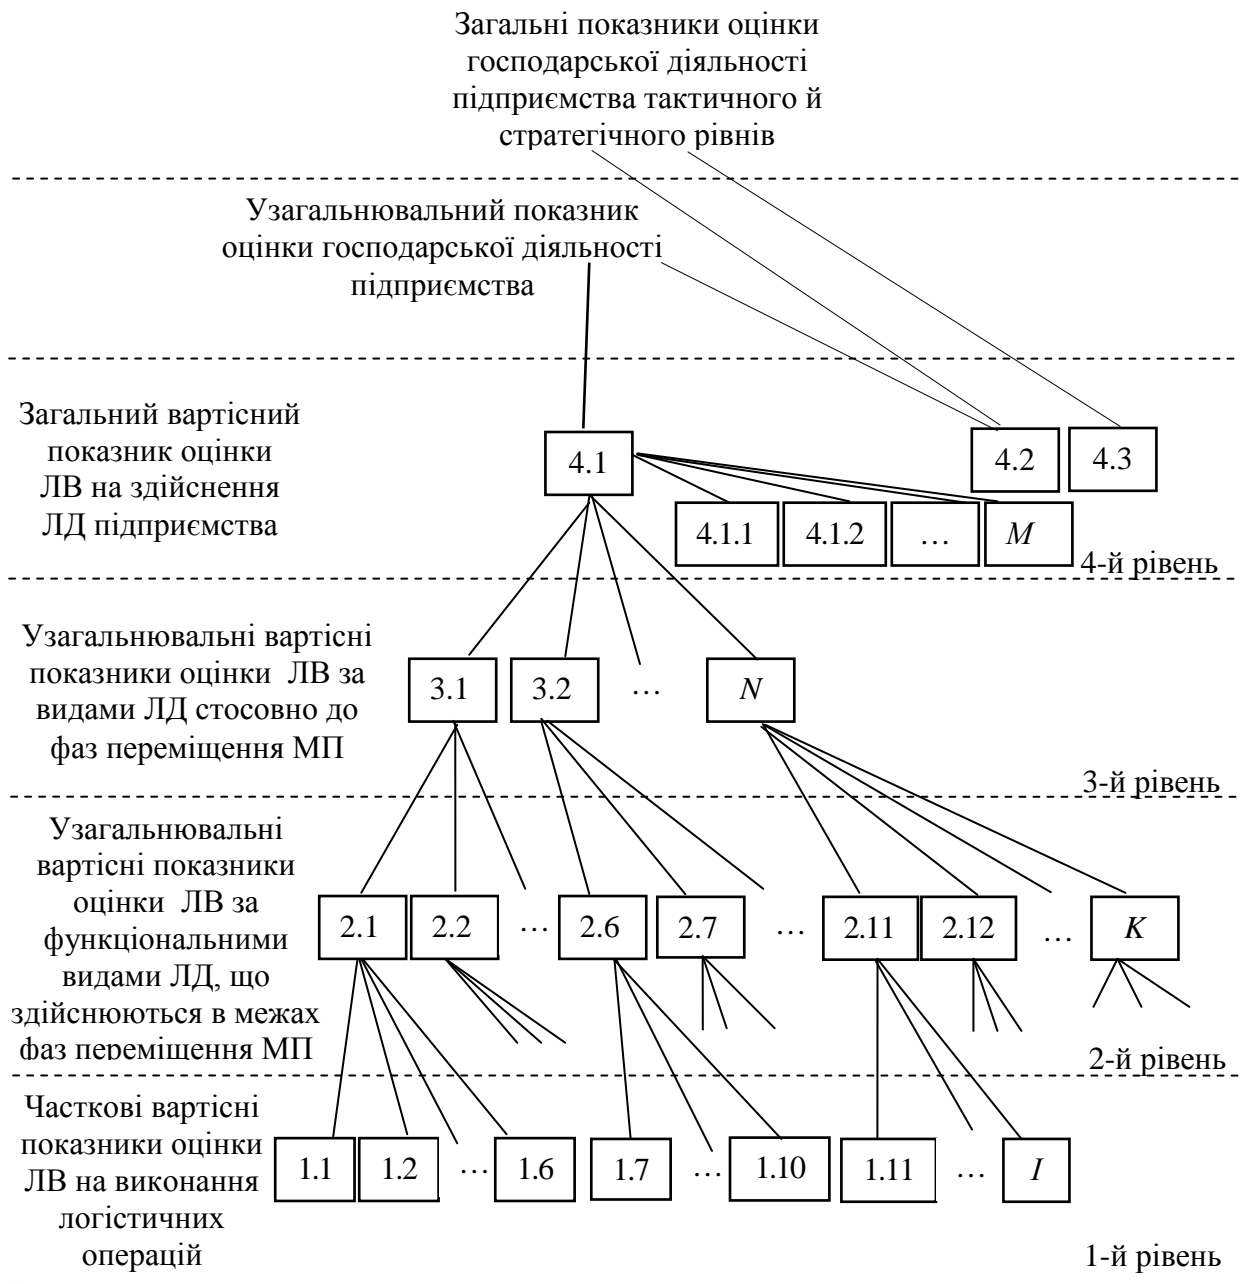 Загальні показники оцінки
господарської діяльності
підприємства тактичного й
стратегічного рівнів
Узагальнювальний показник
оцінки господарської діяльності
підприємства
Загальний вартісний
показник оцінки
ЛВ на здійснення
ЛД підприємства
4.1
4.2
4.3
4.1.1
4.1.2
…
M
4-й рівень
Узагальнювальні вартісні
показники оцінки ЛВ за
видами ЛД стосовно до
фаз переміщення МП
3.1
3.2
…
N
3-й рівень
Узагальнювальні
вартісні показники
оцінки ЛВ за
функціональними
видами ЛД, що
здійснюються в межах
фаз переміщення МП
2.1
2.2
…
2.6
2.7
…
2.11
2.12
…
K
2-й рівень
Часткові вартісні
показники оцінки
ЛВ на виконання
логістичних
операцій
1.1
1.2
…
1.6
1.7
…
1.10
1.11
…
I
1-й рівень